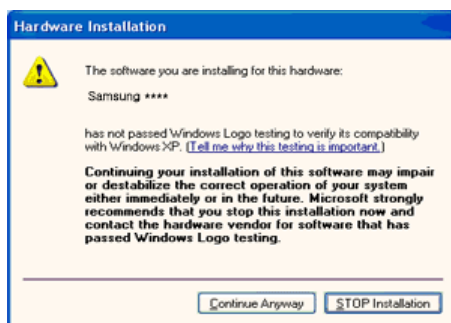 Hardware Installation
The software you are installing for this hardware:
Samsung ****
has not passed Windows Logo testing to verify its compatibility
with Windows XP. (Tell me why this testing is important.)
Continuing your installation of this software may impair
or destabilize the correct operation of your system
either immediately or in the future. Microsoft strongly
recommends that you stop this installation now and
contact the hardware vendor for software that has
passed Windows Logo testing.
Continue Anyway STOP Installation